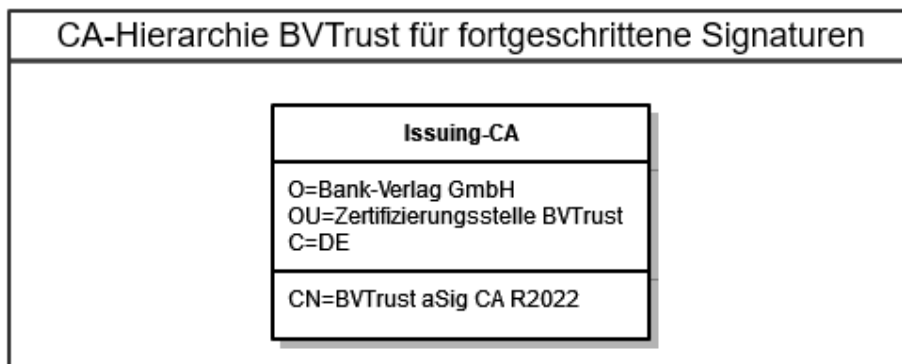 CA-Hierarchie BVTrust für fortgeschrittene Signaturen
Issuing-CA
O=Bank-Verlag GmbH
OU=Zertifizierungsstelle BVTrust
C=DE
CN=BVTrust aSig CA R2022